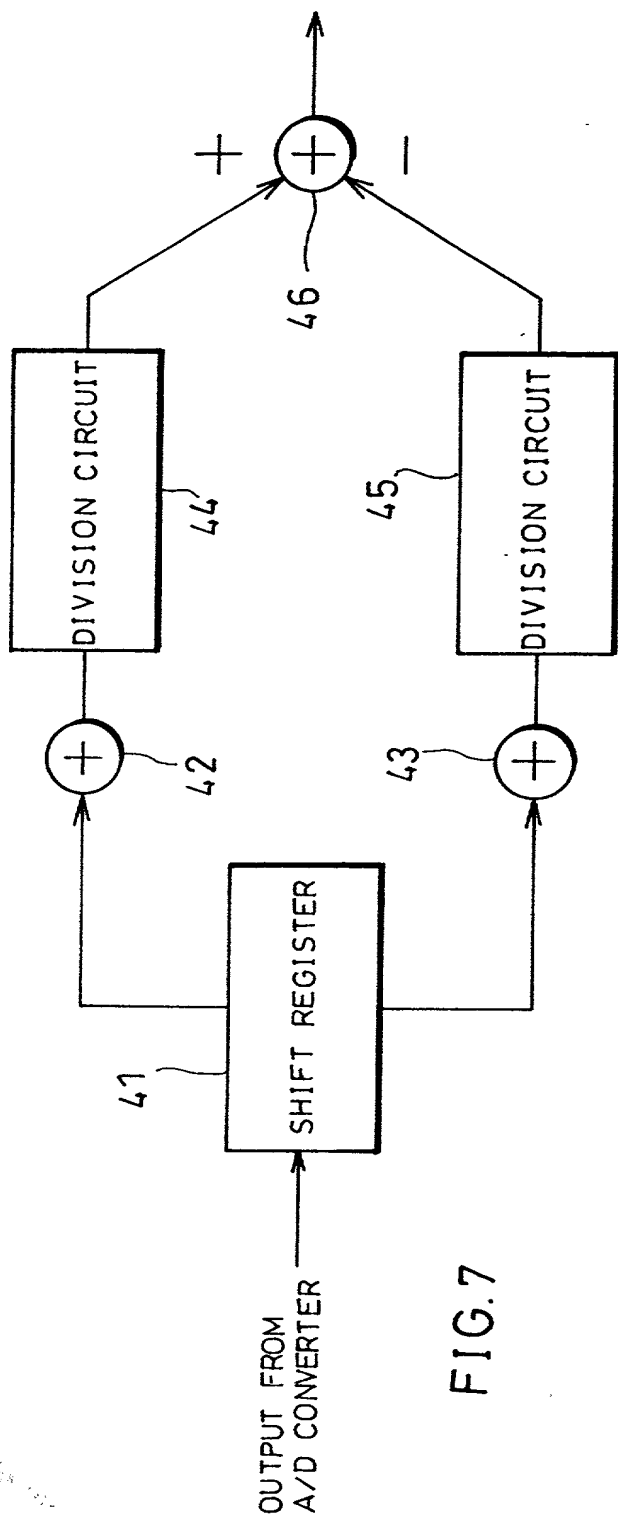 OUTPUT FROM
A/D CONVERTER
41
SHIFT REGISTER
42
43
DIVISION CIRCUIT
44
45
DIVISION CIRCUIT
46
+
+
+
+
−
FIG. 7